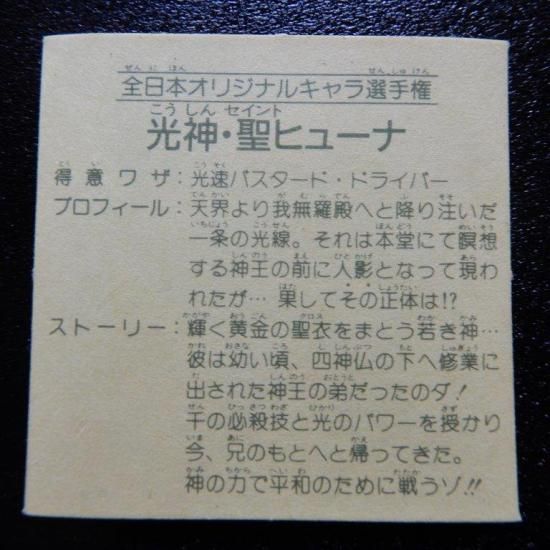 全日本オリジナルキャラ選手権
光神・聖ヒューナ
得意ワザ:光速バスタード・ドライバー
プロフィール:天界より我無羅殿へと降り注いだ
一条の光線。それは本堂にて瞑想
する神王の前に人影となって現わ
れたが…果してその正体は!?
ストーリー:輝く黄金の聖衣をまとう若き神…
彼は幼い頃、四神仏の下へ修業に
出された神王の弟だったのダ!
千の必殺技と光のパワーを授かり
今、兄のもとへと帰ってきた。
神の力で平和のために戦うゾ!!